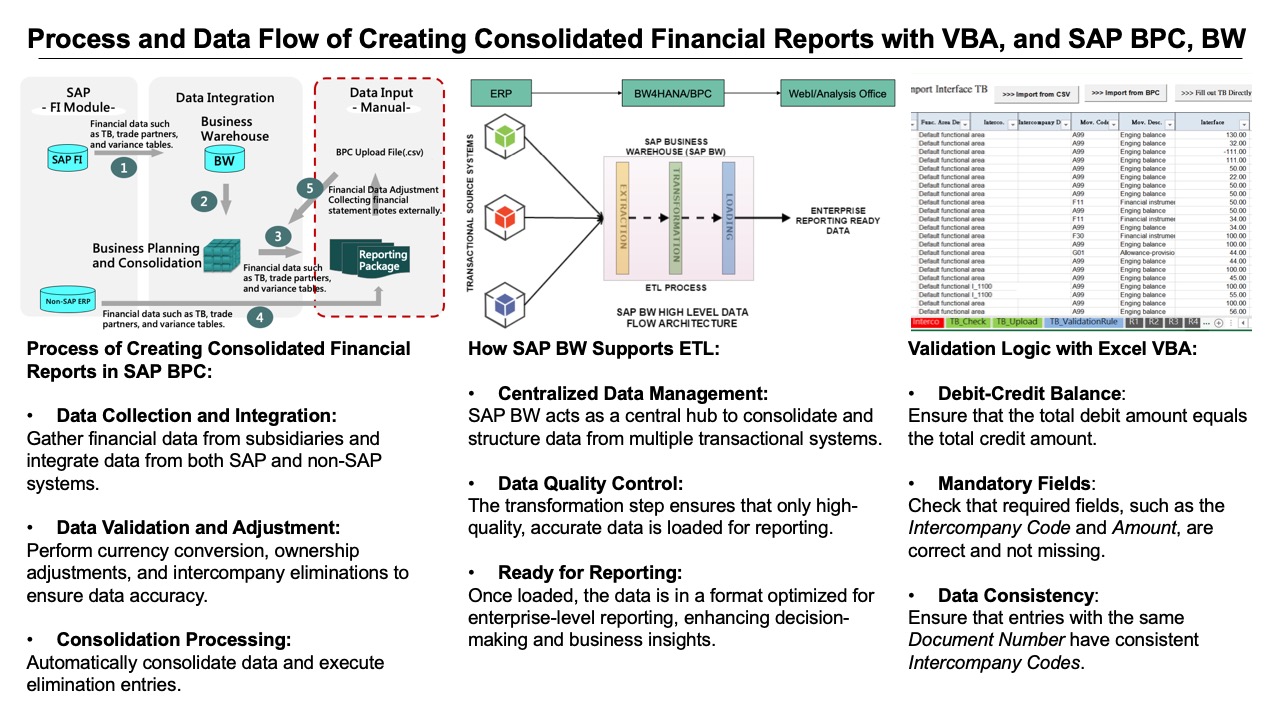 Process and Data Flow of Creating Consolidated Financial Reports with VBA, and SAP BPC, BW
SAP
- FI Module-
Data Integration
Data Input
- Manual-
Financial data such
as TB, trade partners,
and variance tables.
Business
Warehouse
SAP FI
1
BW
BPC Upload File(.csv)
2
5
Financial Data Adjustment
Collecting financial
statement notes externally.
3
Business Planning
and Consolidation
Reporting
Package
Financial data such
as TB, trade partners,
and variance tables.
Non-SAP ERP
4
Financial data such as TB, trade
partners, and variance tables.
ERP
BW4HANA/BPC
WebI/Analysis Office
TRANSACTIONAL SOURCE SYSTEMS
SAP BUSINESS
WAREHOUSE (SAP BW)
EXTRACTION
TRANSFORMATION
LOADING
ENTERPRISE
REPORTING READY
DATA
ETL PROCESS
SAP BW HIGH LEVEL DATA
FLOW ARCHITECTURE
mport Interface TB
>>> Import from CSV
>>> Import from BPC
>>> Fill out TB Directly
Func. Area De Interco. Intercompany D Mov. Code Mov. Desc. Interface
Default functional area A99 Enging balance 130.00
Default functional area A99 Enging balance 32.00
Default functional area A99 Enging balance -111.00
Default functional area A99 Enging balance 111.00
Default functional area A99 Enging balance 50.00
Default functional area A99 Enging balance 22.00
Default functional area A99 Enging balance 50.00
Default functional area A99 Enging balance 50.00
Default functional area F11 Financial instrume 50.00
Default functional area A99 Enging balance 50.00
Default functional area F11 Financial instrume 34.00
Default functional area A99 Enging balance 34.00
Default functional area F30 Financial instrume 100.00
Default functional area A99 Enging balance 100.00
Default functional area G01 Allowance-provisio 44.00
Default functional area A99 Enging balance 44.00
Default functional area A99 Enging balance 100.00
Default functional area A99 Enging balance 45.00
Default functional I_1100 A99 Enging balance 100.00
Default functional I_1100 A99 Enging balance 55.00
Default functional area A99 Enging balance 100.00
Default functional area A99 Enging balance 56.00
Interco TB_Check TB_Upload TB_ValidationRule R1 R2 R3 R4 ...
Process of Creating Consolidated Financial
Reports in SAP BPC:
• Data Collection and Integration:
Gather financial data from subsidiaries and
integrate data from both SAP and non-SAP
systems.
• Data Validation and Adjustment:
Perform currency conversion, ownership
adjustments, and intercompany eliminations to
ensure data accuracy.
• Consolidation Processing:
Automatically consolidate data and execute
elimination entries.
How SAP BW Supports ETL:
• Centralized Data Management:
SAP BW acts as a central hub to consolidate and
structure data from multiple transactional systems.
• Data Quality Control:
The transformation step ensures that only high-
quality, accurate data is loaded for reporting.
• Ready for Reporting:
Once loaded, the data is in a format optimized for
enterprise-level reporting, enhancing decision-
making and business insights.
Validation Logic with Excel VBA:
• Debit-Credit Balance:
Ensure that the total debit amount equals
the total credit amount.
• Mandatory Fields:
Check that required fields, such as the
Intercompany Code and Amount, are
correct and not missing.
• Data Consistency:
Ensure that entries with the same
Document Number have consistent
Intercompany Codes.